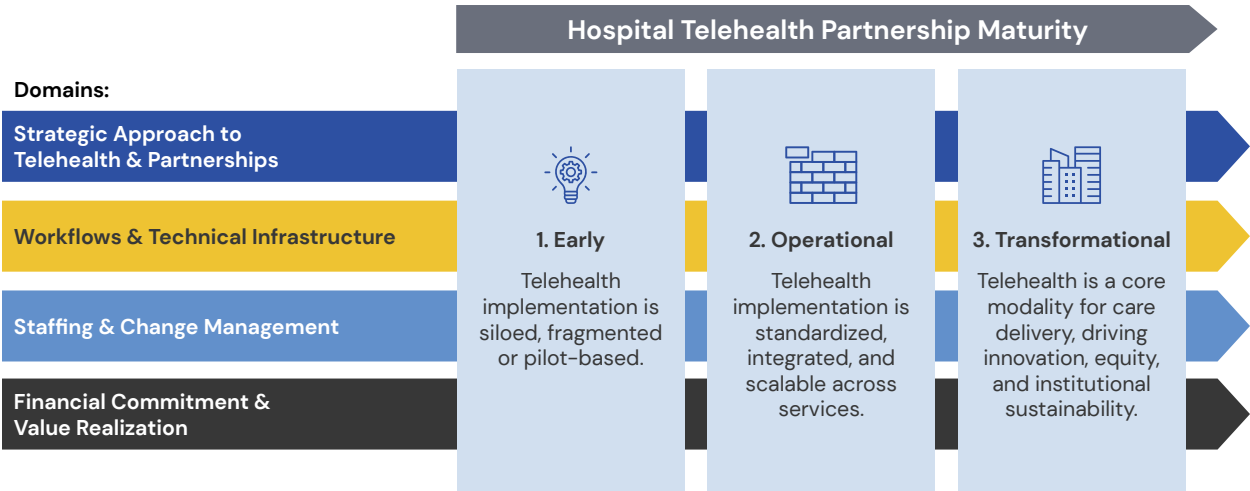 Hospital Telehealth Partnership Maturity
Domains:
Strategic Approach to
Telehealth & Partnerships
Workflows & Technical Infrastructure
Staffing & Change Management
Financial Commitment &
Value Realization
1. Early
Telehealth
implementation is
siloed, fragmented
or pilot-based.
2. Operational
Telehealth
implementation is
standardized,
integrated, and
scalable across
services.
3. Transformational
Telehealth is a core
modality for care
delivery, driving
innovation, equity,
and institutional
sustainability.